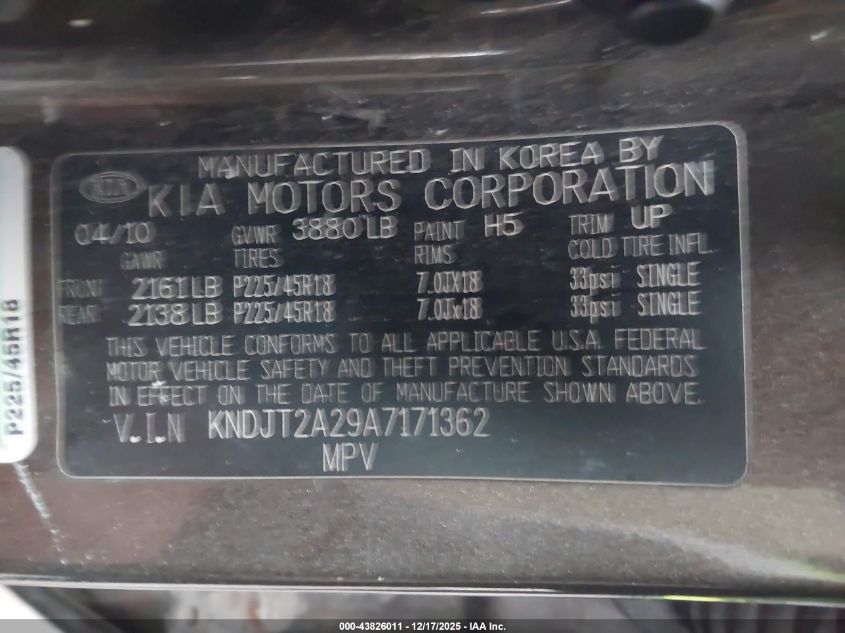 MANUFACTURED IN KOREA BY
KIA KIA MOTORS CORPORATION
04/10 GVWR 3880LB PAINT H5 TRIM UP
GAWR TIRES RIMS COLD TIRE INFL
FRONT 2161LB P225/45R18 7.0Jx18 33psi SINGLE
REAR 2138LB P225/45R18 7.0Jx18 33psi SINGLE
THIS VEHICLE CONFORMS TO ALL APPLICABLE U.S.A. FEDERAL
MOTOR VEHICLE SAFETY AND THEFT PREVENTION STANDARDS
IN EFFECT ON THE DATE OF MANUFACTURE SHOWN ABOVE.
V.I.N KNDJT2A29A7171362
MPV
P225/45R18
000-43826011 - 12/17/2025 - IAA Inc.